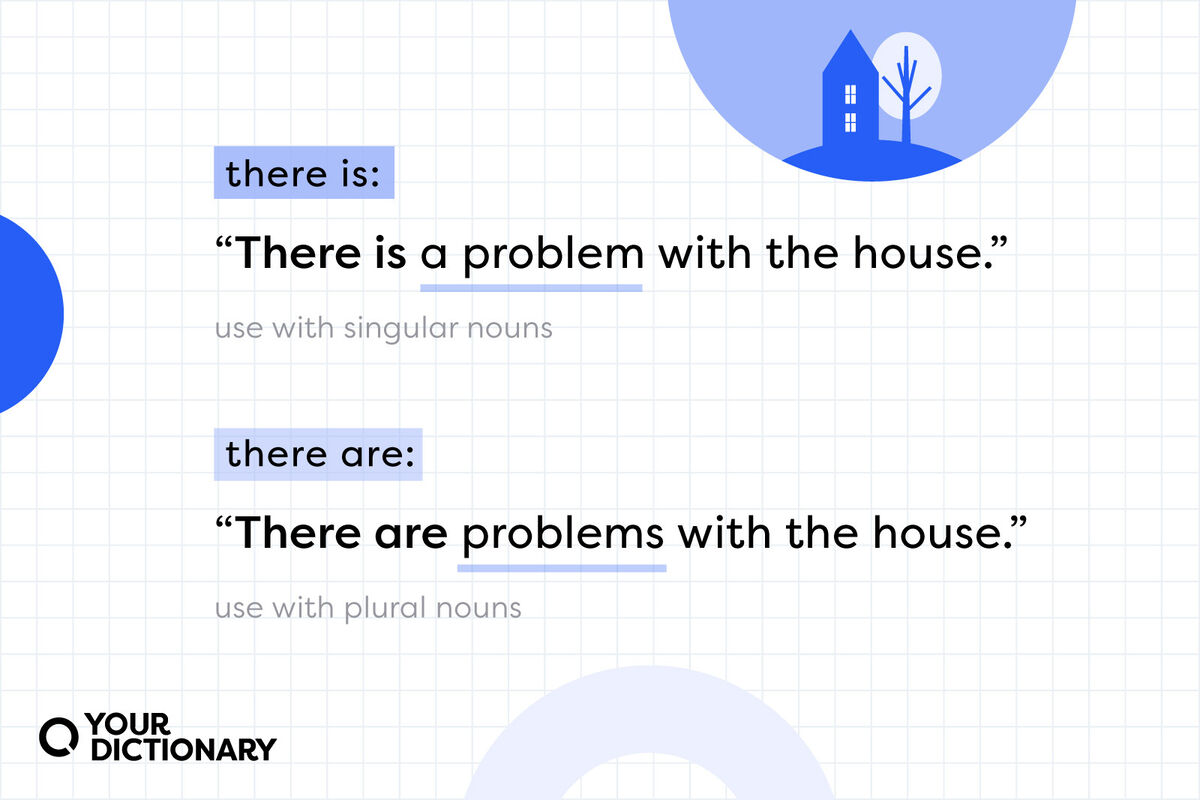 there is:
“There is a problem with the house.”
use with singular nouns
there are:
“There are problems with the house.”
use with plural nouns
YOUR
DICTIONARY